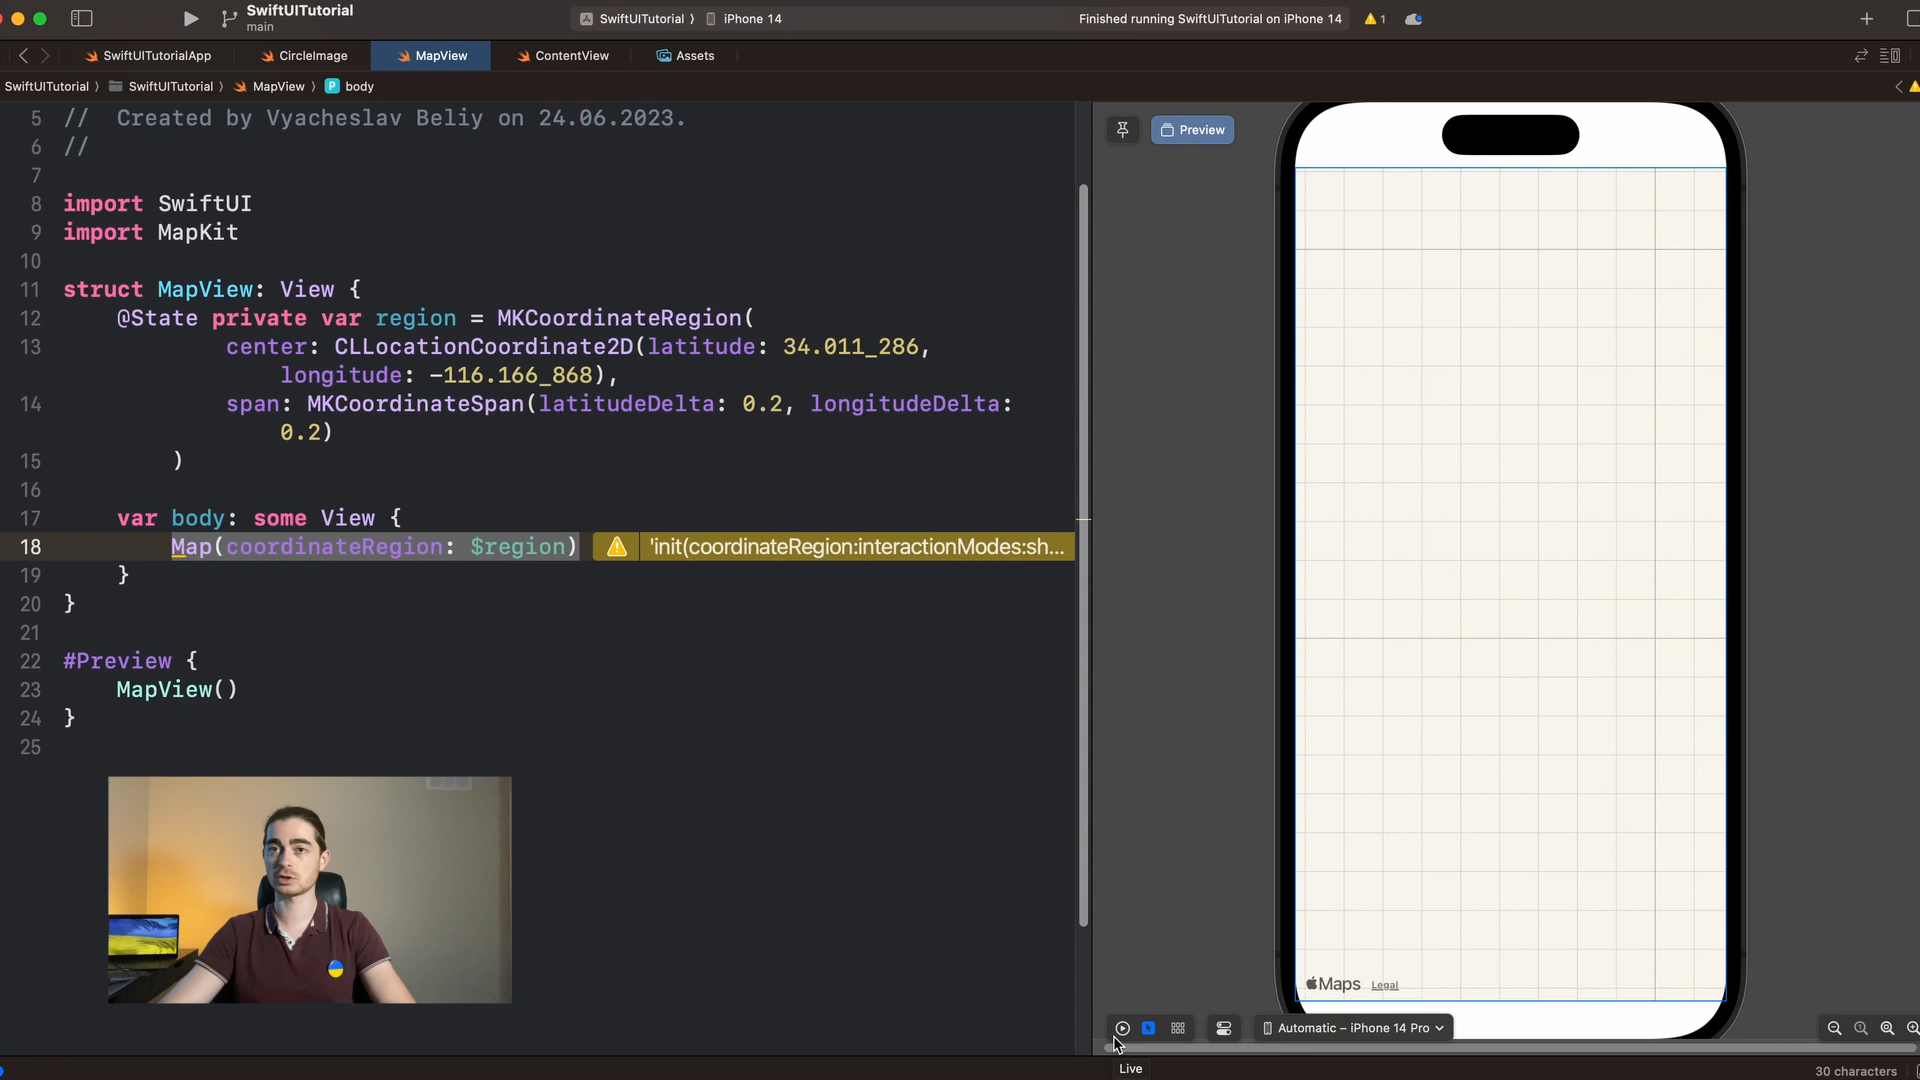 SwiftUITutorial
main
SwiftUITutorial 〉 iPhone 14
Finished running SwiftUITutorial on iPhone 14
1
SwiftUITutorialApp
CircleImage
MapView
ContentView
Assets
SwiftUITutorial 〉 SwiftUITutorial 〉 MapView 〉 P body
5 //  Created by Vyacheslav Beliy on 24.06.2023.
6 //
7
8 import SwiftUI
9 import MapKit
10
11 struct MapView: View {
12 @State private var region = MKCoordinateRegion(
13 center: CLLocationCoordinate2D(latitude: 34.011_286,
longitude: -116.166_868),
14 span: MKCoordinateSpan(latitudeDelta: 0.2, longitudeDelta:
0.2)
15 )
16
17 var body: some View {
18 Map(coordinateRegion: $region) 'init(coordinateRegion:interactionModes:sh...
19 }
20 }
21
22 #Preview {
23 MapView()
24 }
25
Preview
Maps Legal
Automatic – iPhone 14 Pro
Live
30 characters